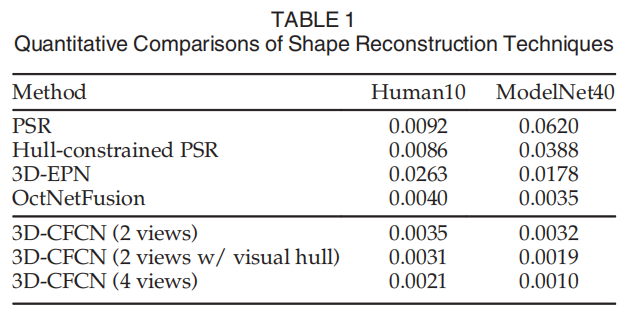 TABLE 1
Quantitative Comparisons of Shape Reconstruction Techniques
Method Human10 ModelNet40
PSR 0.0092 0.0620
Hull-constrained PSR 0.0086 0.0388
3D-EPN 0.0263 0.0178
OctNetFusion 0.0040 0.0035
3D-CFCN (2 views) 0.0035 0.0032
3D-CFCN (2 views w/ visual hull) 0.0031 0.0019
3D-CFCN (4 views) 0.0021 0.0010